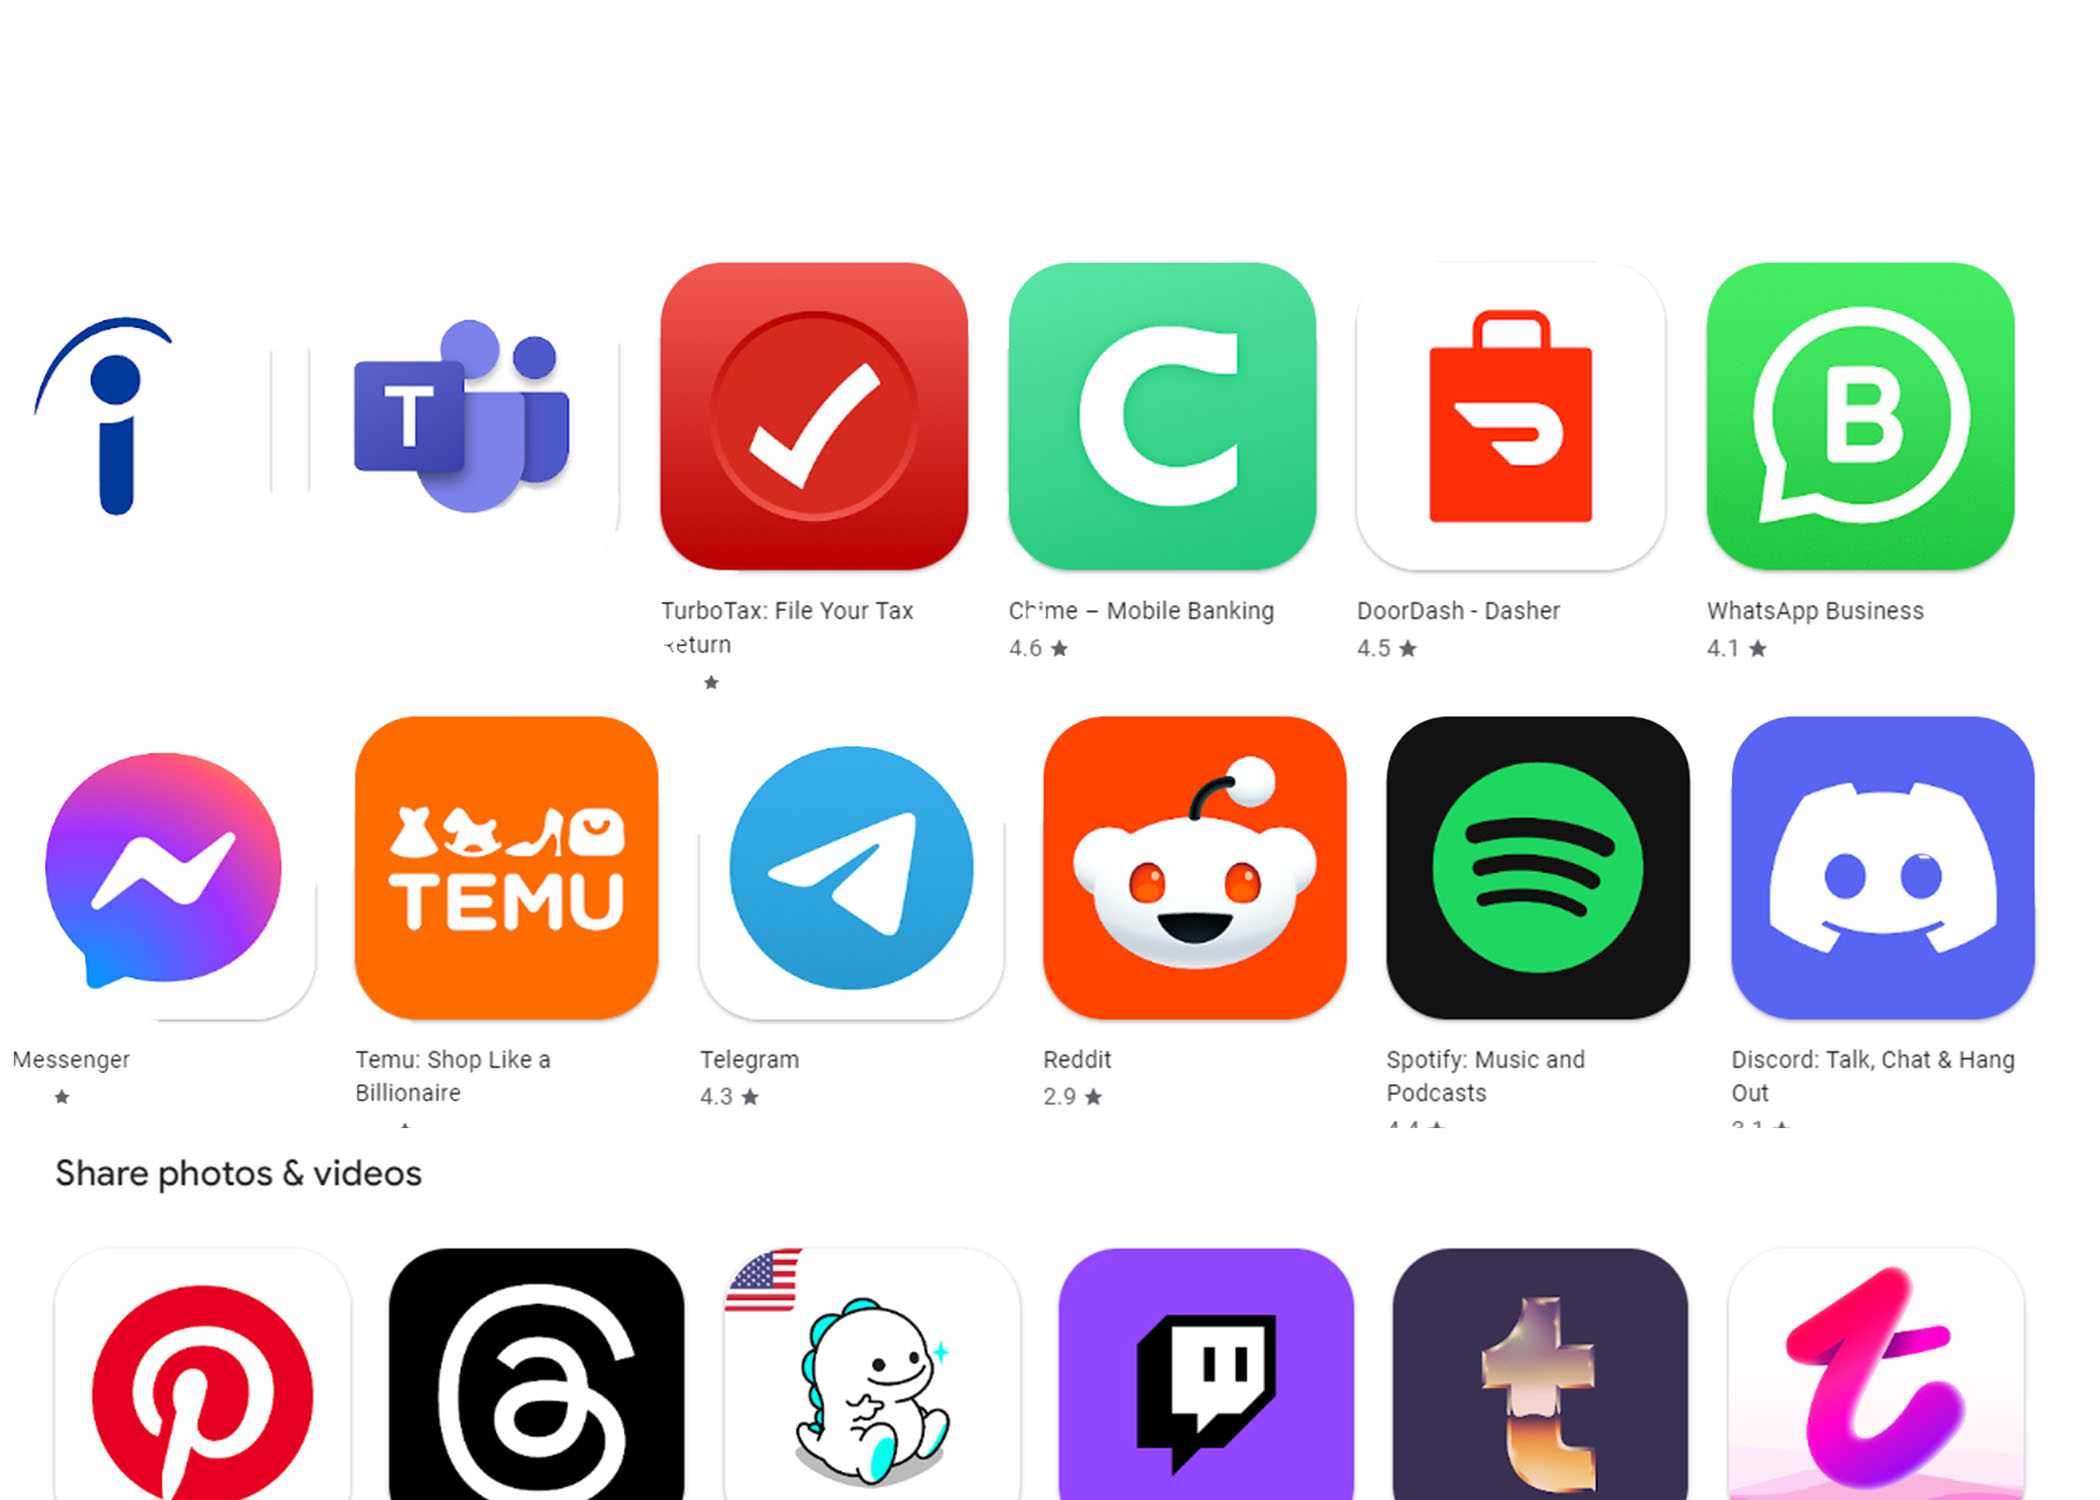 T
B
TurboTax: File Your Tax
eturn
Chime – Mobile Banking
4.6 ★
DoorDash - Dasher
4.5 ★
WhatsApp Business
4.1 ★
★
TEMU
Messenger
★
Temu: Shop Like a
Billionaire
Telegram
4.3 ★
Reddit
2.9 ★
Spotify: Music and
Podcasts
Discord: Talk, Chat & Hang
Out
Share photos & videos